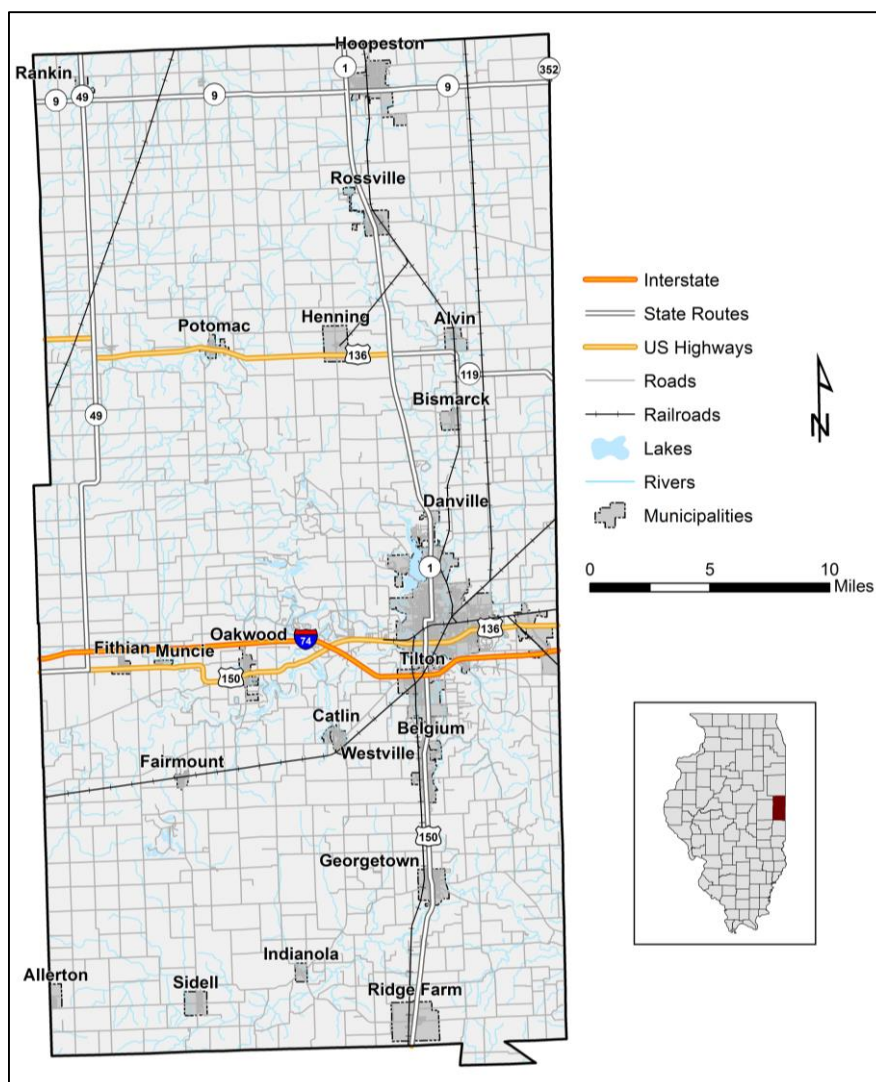 Hoopeston
Rankin
1
352
9
49
9
9
Rossville
Potomac
Henning
Alvin
136
119
49
Bismarck
Danville
1
Oakwood
74
136
Fithian
Muncie
Tilton
150
Catlin
Belgium
Westville
Fairmount
150
Georgetown
Indianola
Allerton
Sidell
Ridge Farm
Interstate
State Routes
US Highways
Roads
Railroads
Lakes
Rivers
Municipalities
N
0 5 10
Miles